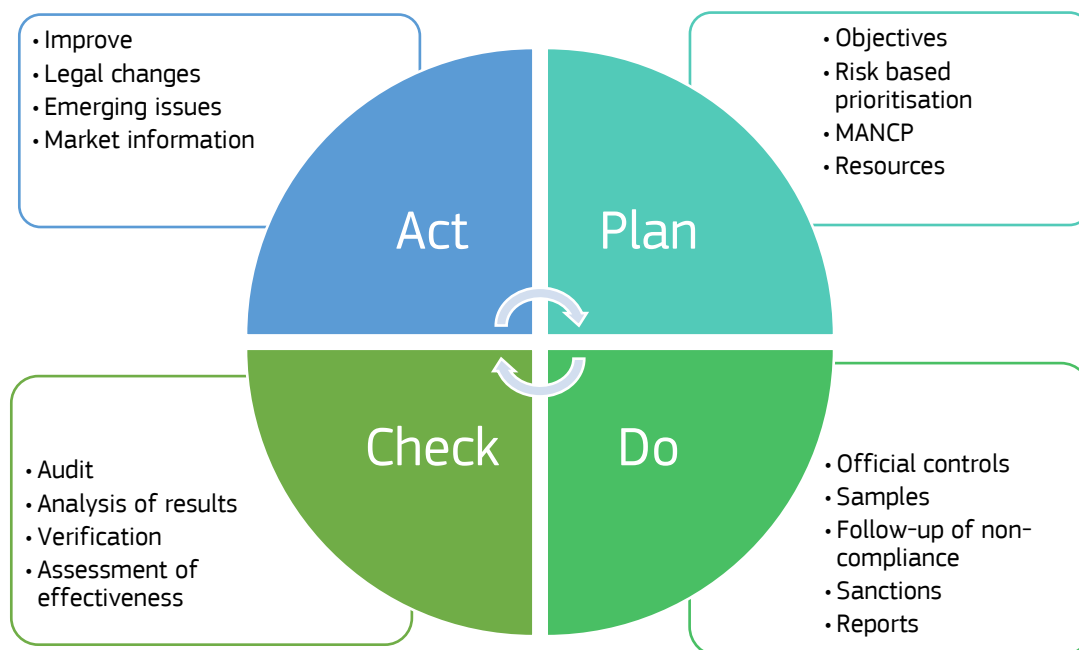 • Improve
• Legal changes
• Emerging issues
• Market information
• Objectives
• Risk based
prioritisation
• MANCP
• Resources
Act
Plan
Check
Do
• Audit
• Analysis of results
• Verification
• Assessment of
effectiveness
• Official controls
• Samples
• Follow-up of non-
compliance
• Sanctions
• Reports